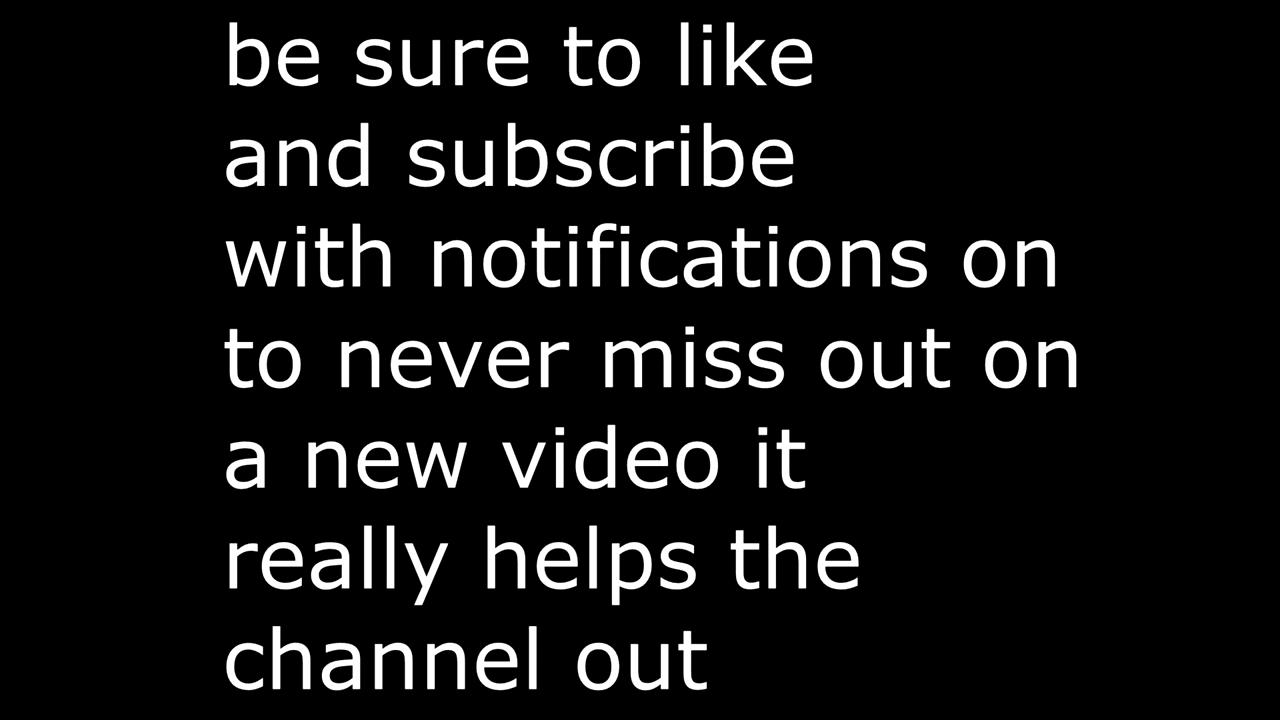 be sure to like
and subscribe
with notifications on
to never miss out on
a new video it
really helps the
channel out